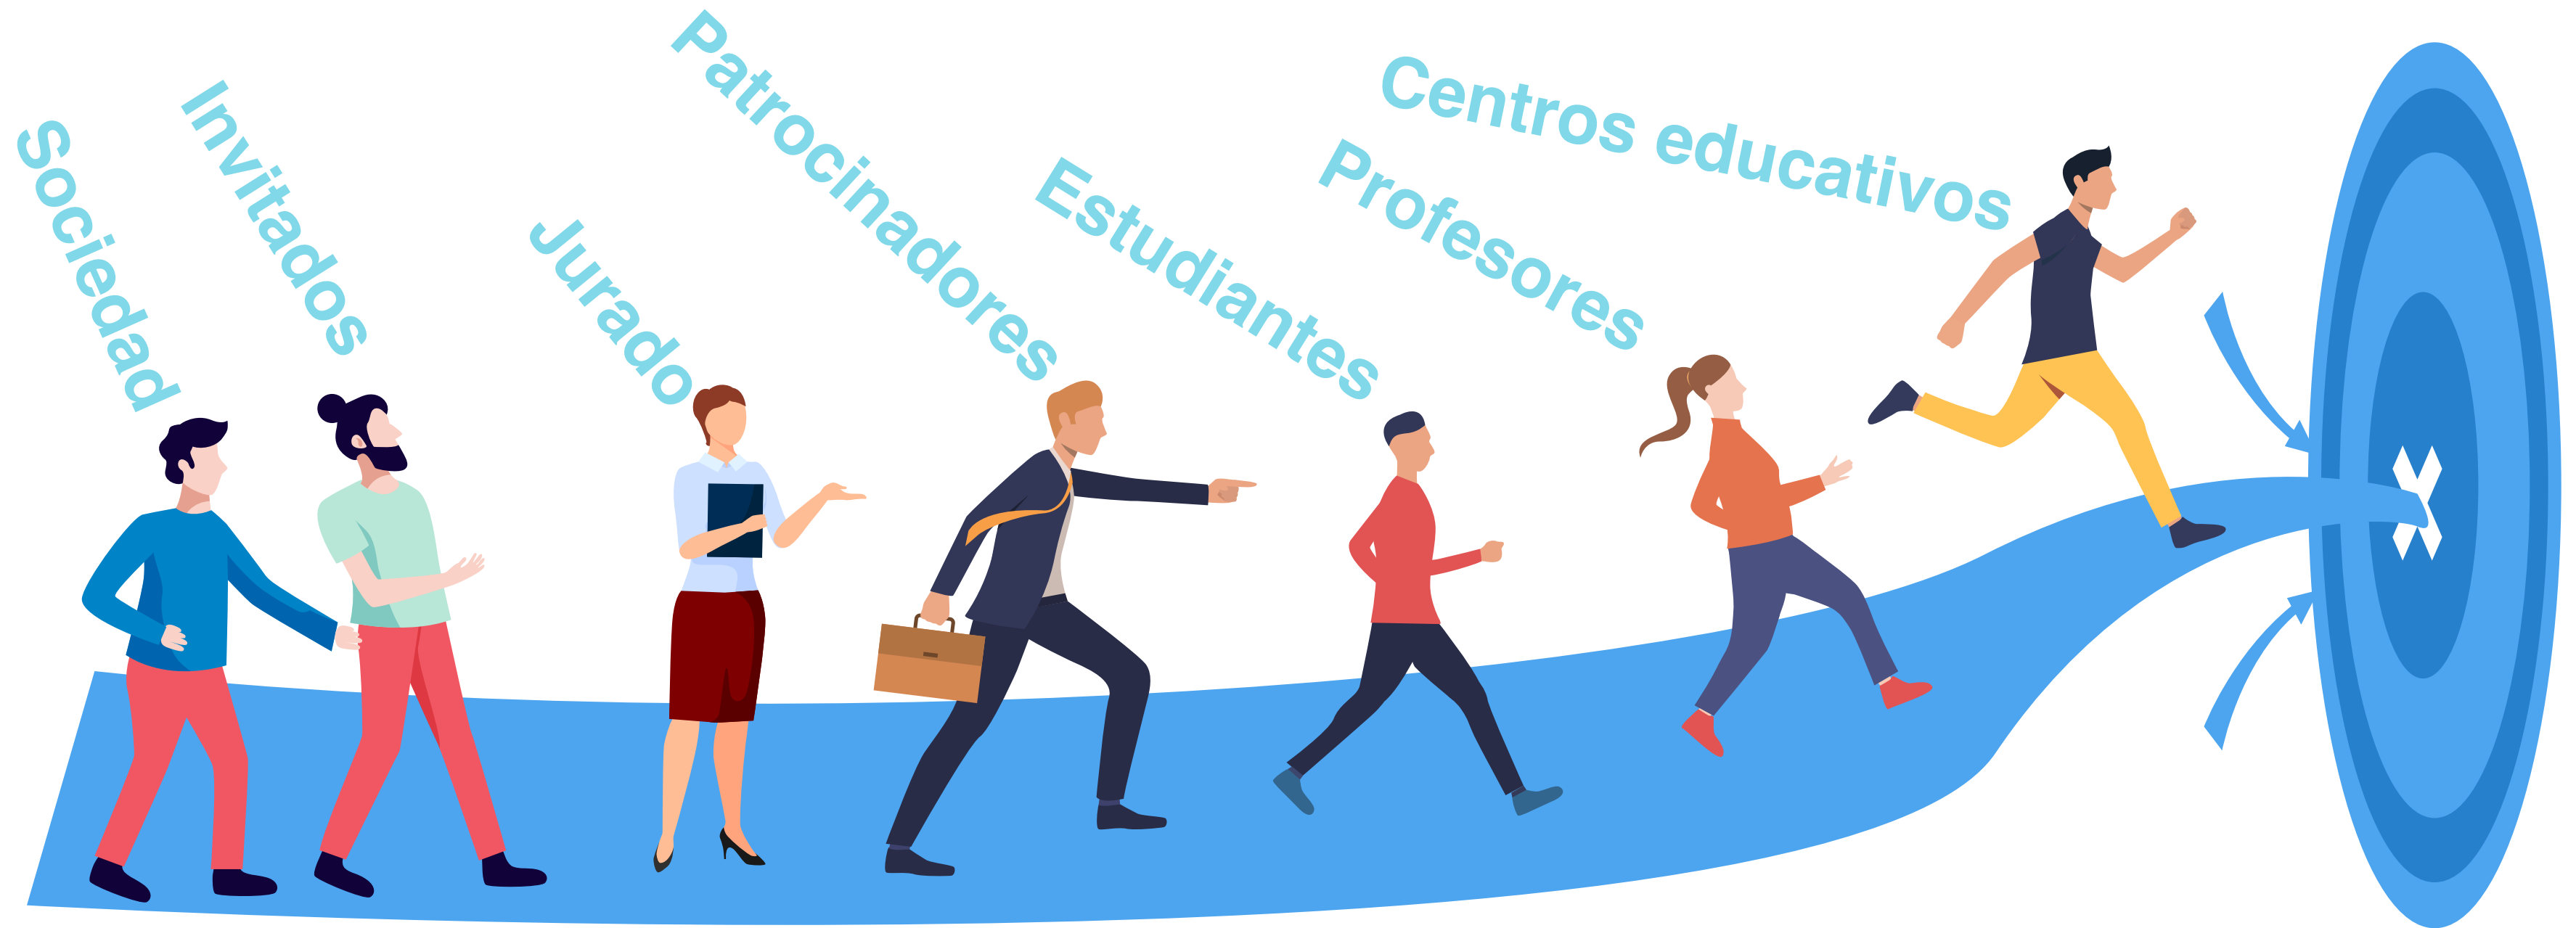 Sociedad
Invitados
Jurado
Patrocinadores
Estudiantes
Profesores
Centros educativos